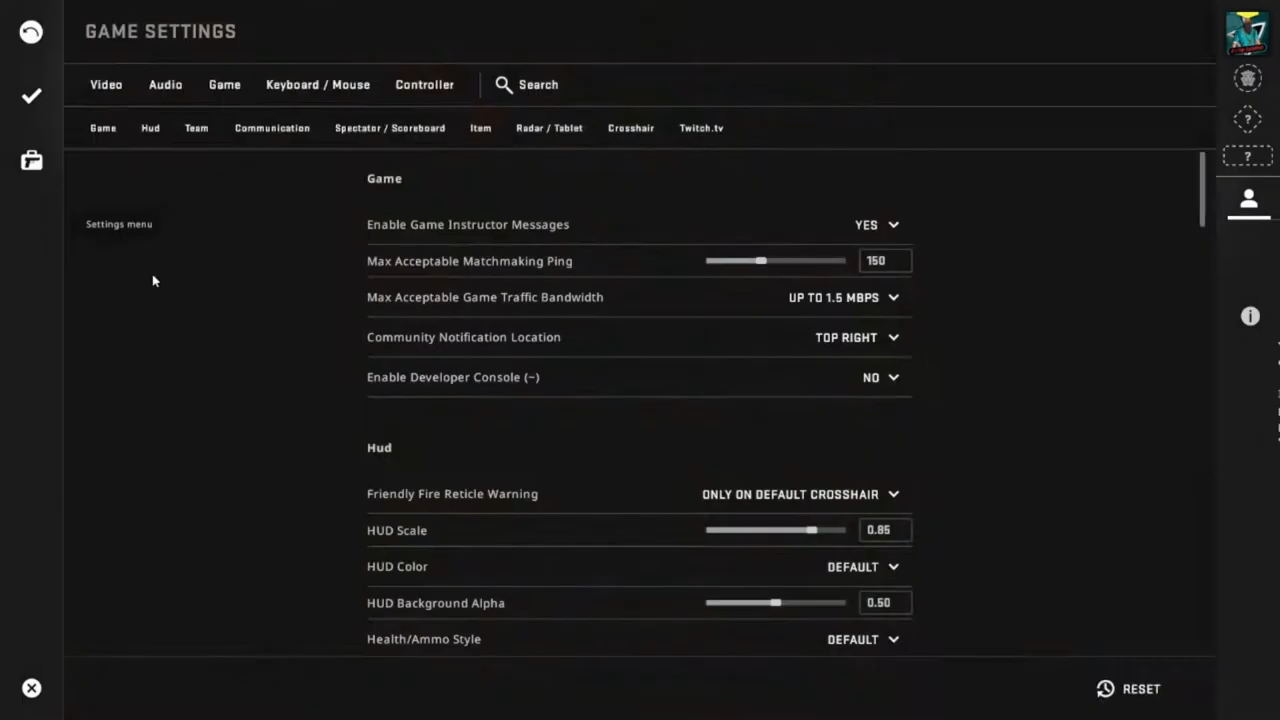 GAME SETTINGS
Video Audio Game Keyboard / Mouse Controller Search
Game Hud Team Communication Spectator / Scoreboard Item Radar / Tablet Crosshair Twitch.tv
?
?
Game
Settings menu
Enable Game Instructor Messages YES
Max Acceptable Matchmaking Ping 150
Max Acceptable Game Traffic Bandwidth UP TO 1.5 MBPS
Community Notification Location TOP RIGHT
Enable Developer Console (~) NO
Hud
Friendly Fire Reticle Warning ONLY ON DEFAULT CROSSHAIR
HUD Scale 0.85
HUD Color DEFAULT
HUD Background Alpha 0.50
Health/Ammo Style DEFAULT
RESET